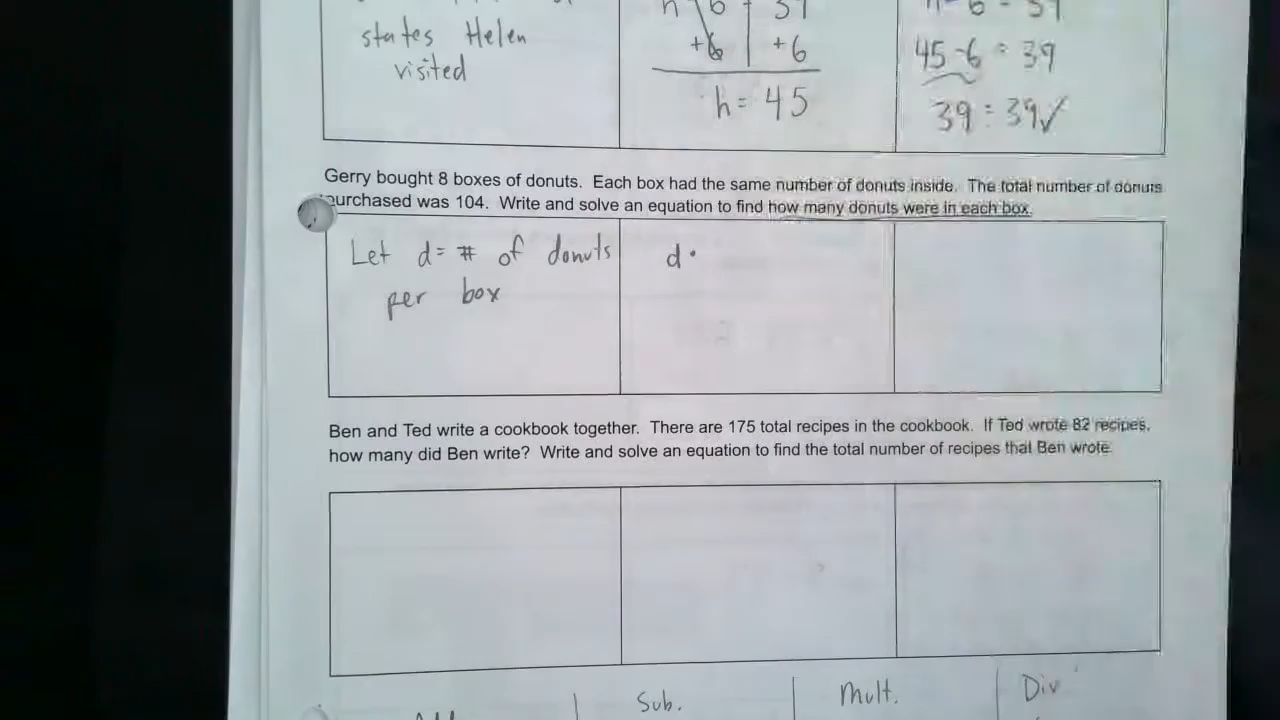 states Helen
visited
h - 6 = 39
+6 +6
h = 45
h - 6 = 39
45 - 6 = 39
39 = 39 ✓
Gerry bought 8 boxes of donuts. Each box had the same number of donuts inside. The total number of donuts
purchased was 104. Write and solve an equation to find how many donuts were in each box.
Let d = # of donuts
per box
d ·
Ben and Ted write a cookbook together. There are 175 total recipes in the cookbook. If Ted wrote 82 recipes,
how many did Ben write? Write and solve an equation to find the total number of recipes that Ben wrote.
Sub.
Mult.
Div